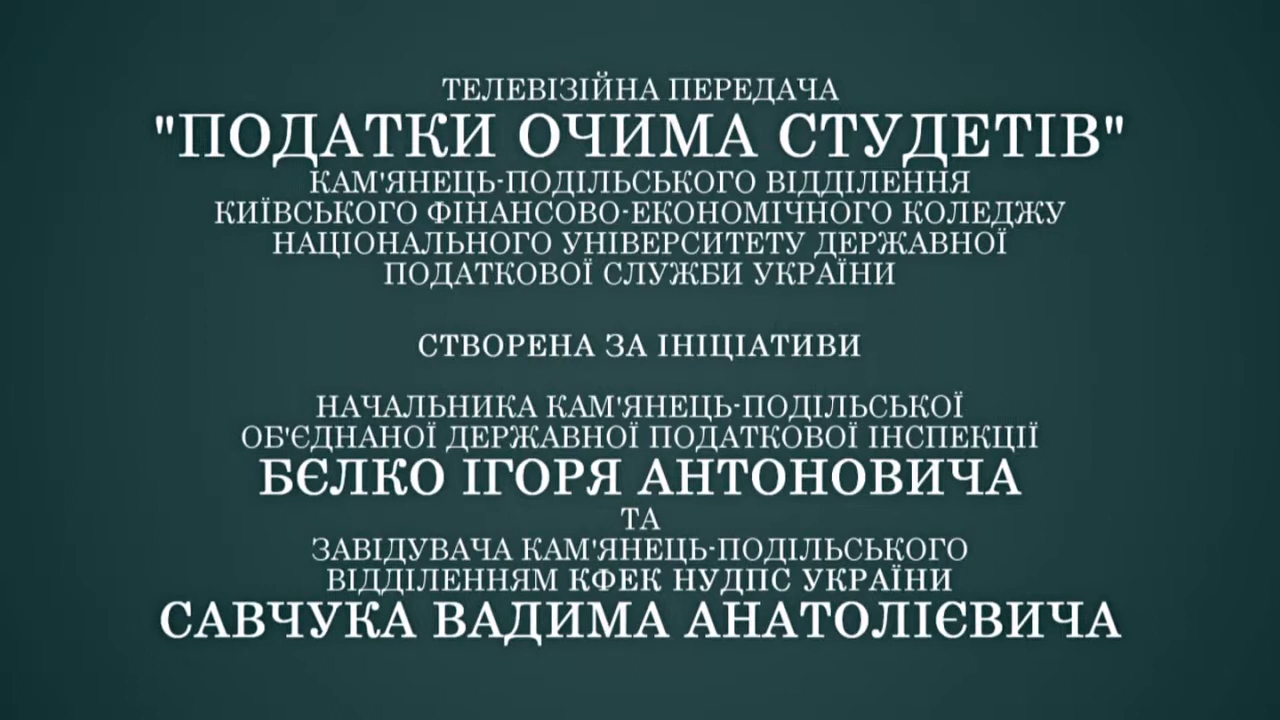 ТЕЛЕВІЗІЙНА ПЕРЕДАЧА
"ПОДАТКИ ОЧИМА СТУДЕТІВ"
КАМ'ЯНЕЦЬ-ПОДІЛЬСЬКОГО ВІДДІЛЕННЯ
КИЇВСЬКОГО ФІНАНСОВО-ЕКОНОМІЧНОГО КОЛЕДЖУ
НАЦІОНАЛЬНОГО УНІВЕРСИТЕТУ ДЕРЖАВНОЇ
ПОДАТКОВОЇ СЛУЖБИ УКРАЇНИ
СТВОРЕНА ЗА ІНІЦІАТИВИ
НАЧАЛЬНИКА КАМ'ЯНЕЦЬ-ПОДІЛЬСЬКОЇ
ОБ'ЄДНАНОЇ ДЕРЖАВНОЇ ПОДАТКОВОЇ ІНСПЕКЦІЇ
БЄЛКО ІГОРЯ АНТОНОВИЧА
ТА
ЗАВІДУВАЧА КАМ'ЯНЕЦЬ-ПОДІЛЬСЬКОГО
ВІДДІЛЕННЯМ КФЕК НУДПС УКРАЇНИ
САВЧУКА ВАДИМА АНАТОЛІЄВИЧА